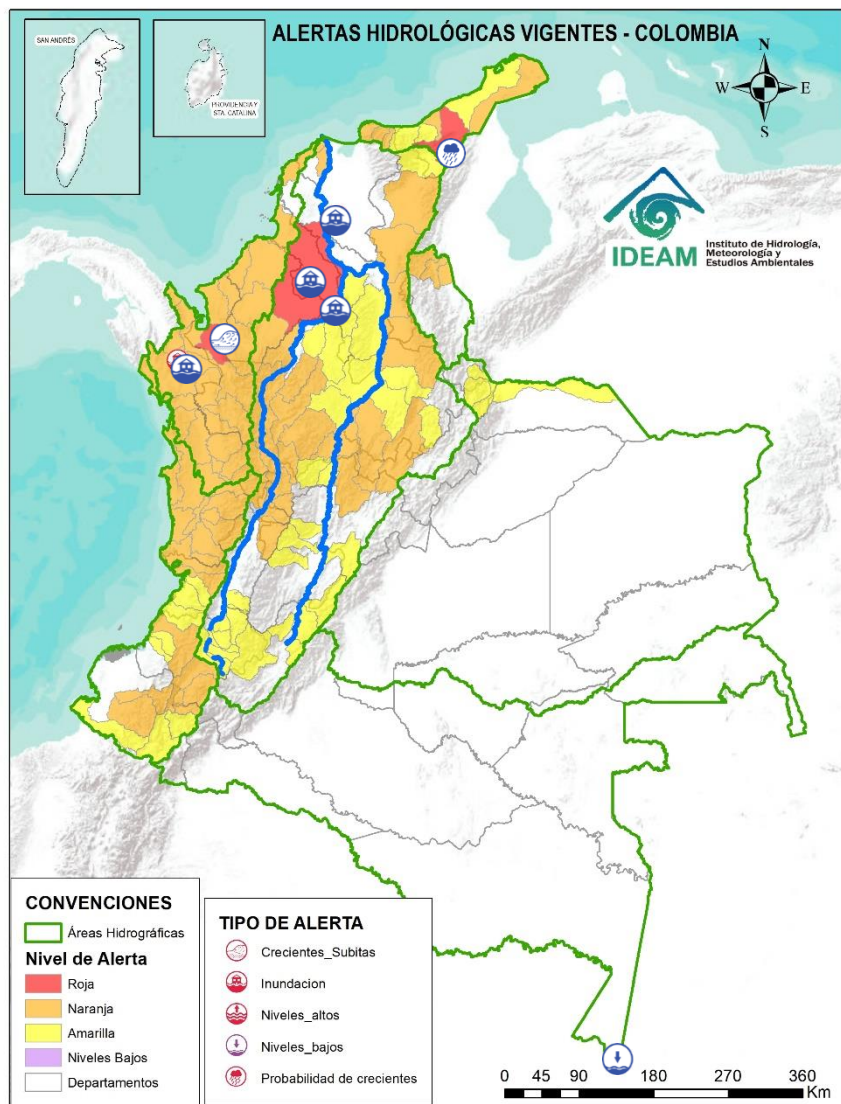 ALERTAS HIDROLÓGICAS VIGENTES - COLOMBIA
SAN ANDRÉS
PROVIDENCIA Y
STA. CATALINA
N
W
E
S
IDEAM
Instituto de Hidrología,
Meteorología y
Estudios Ambientales
CONVENCIONES
Áreas Hidrográficas
Nivel de Alerta
Roja
Naranja
Amarilla
Niveles Bajos
Departamentos
TIPO DE ALERTA
Crecientes_Subitas
Inundacion
Niveles_altos
Niveles_bajos
Probabilidad de crecientes
0 45 90 180 270 360
Km